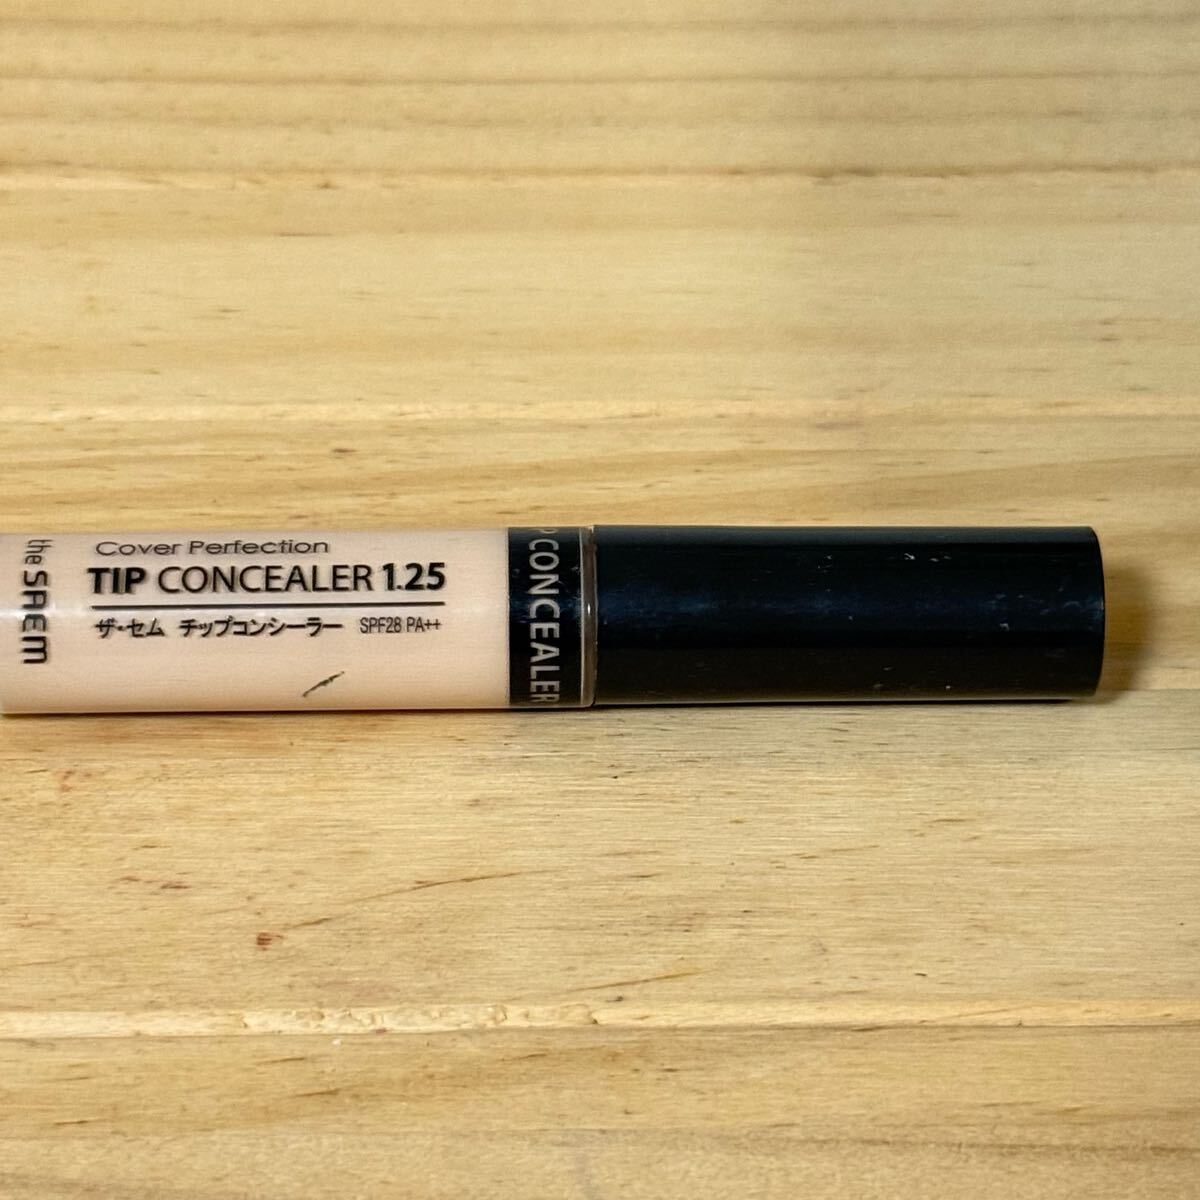 the SAEM
Cover Perfection
TIP CONCEALER 1.25
ザ・セム チップコンシーラー SPF28 PA++
P CONCEALER